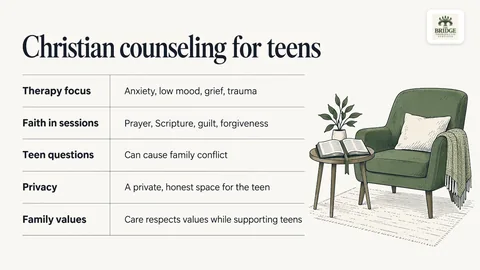 BRIDGE
Christian counseling for teens
Therapy focus Anxiety, low mood, grief, trauma
Faith in sessions Prayer, Scripture, guilt, forgiveness
Teen questions Can cause family conflict
Privacy A private, honest space for the teen
Family values Care respects values while supporting teens